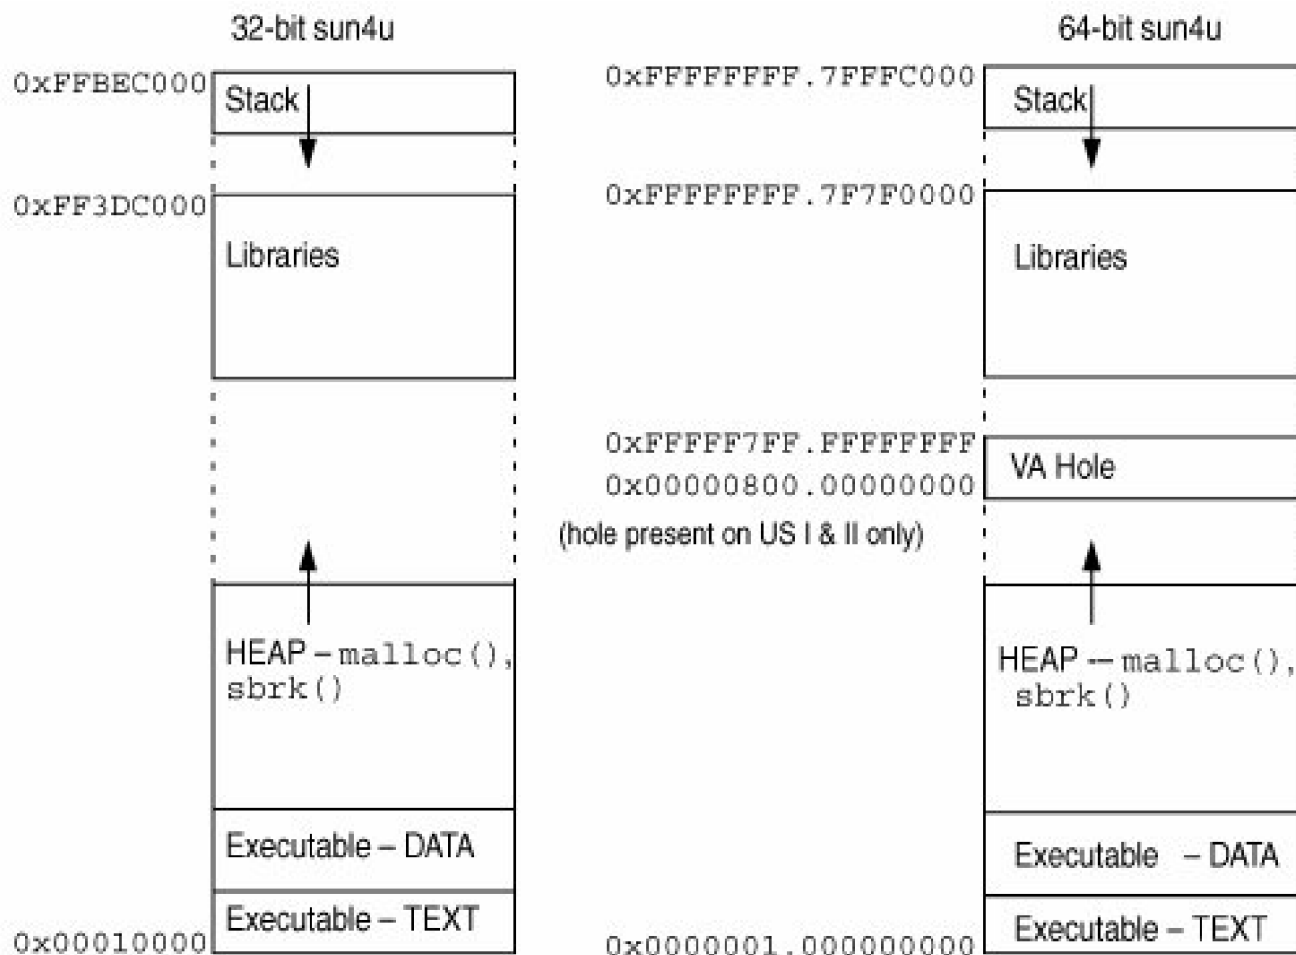 32-bit sun4u
0xFFBEC000
Stack
0xFF3DC000
Libraries
HEAP – malloc(),
sbrk()
Executable – DATA
Executable – TEXT
0x00010000
64-bit sun4u
0xFFFFFFFF.7FFFC000
Stack
0xFFFFFFFF.7F7F0000
Libraries
0xFFFFF7FF.FFFFFFFF
0x00000800.00000000
VA Hole
(hole present on US I & II only)
HEAP -– malloc(),
sbrk()
Executable – DATA
Executable – TEXT
0x0000001.000000000